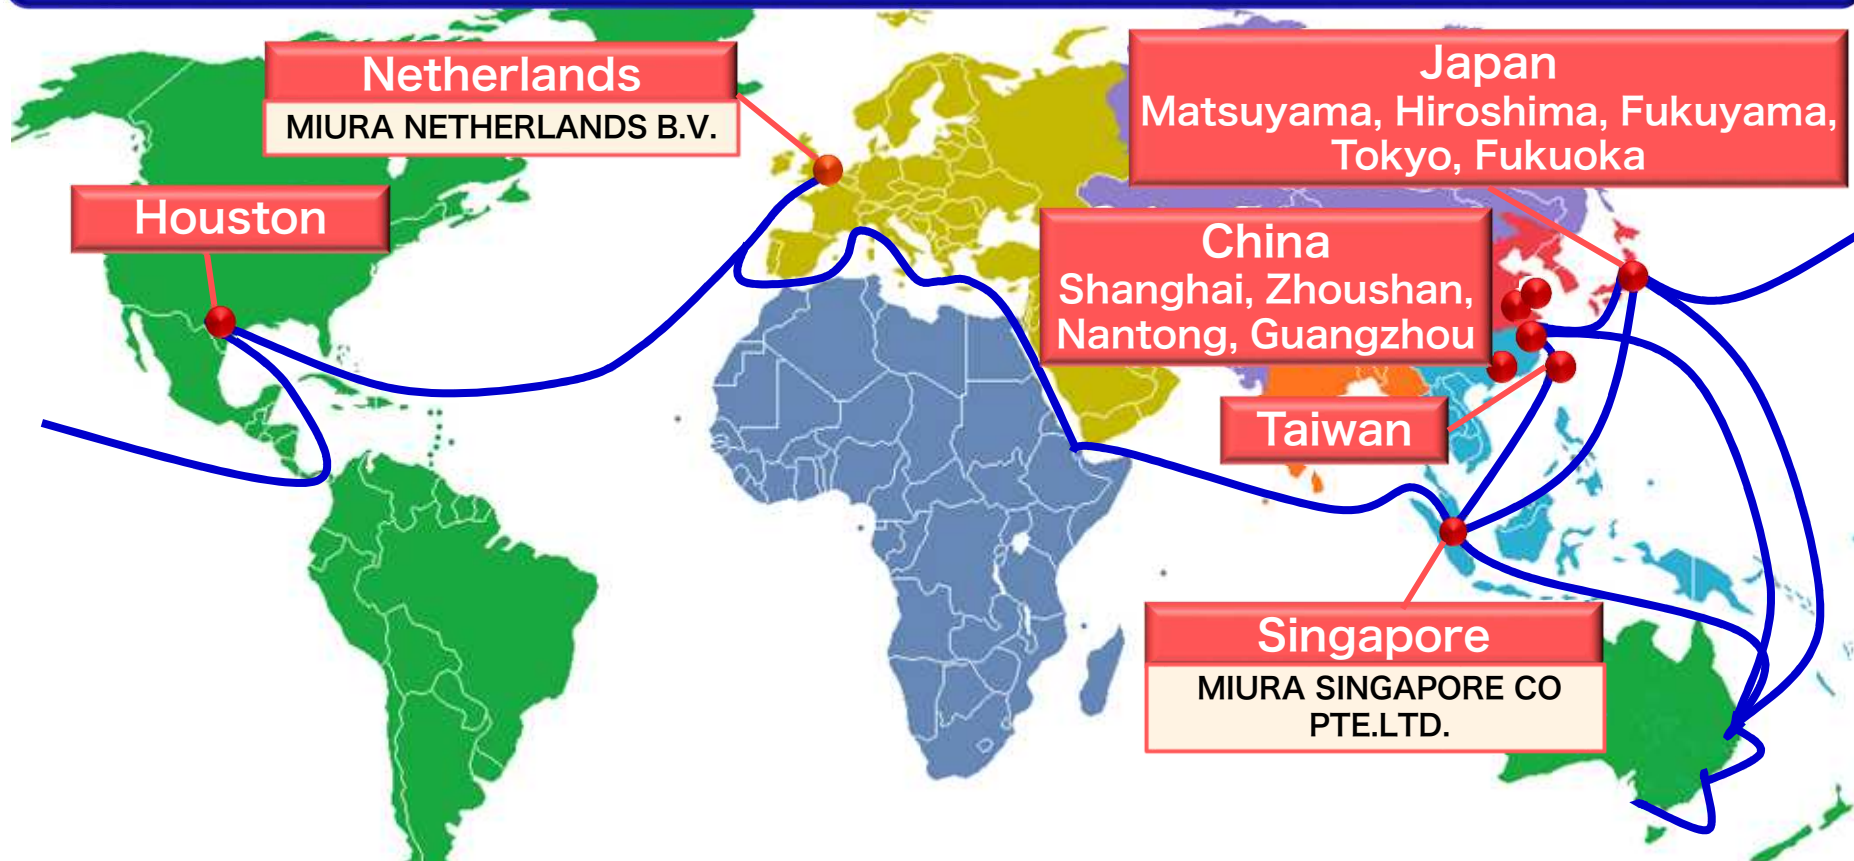 Netherlands
MIURA NETHERLANDS B.V.
Japan
Matsuyama, Hiroshima, Fukuyama,
Tokyo, Fukuoka
Houston
China
Shanghai, Zhoushan,
Nantong, Guangzhou
Taiwan
Singapore
MIURA SINGAPORE CO
PTE.LTD.